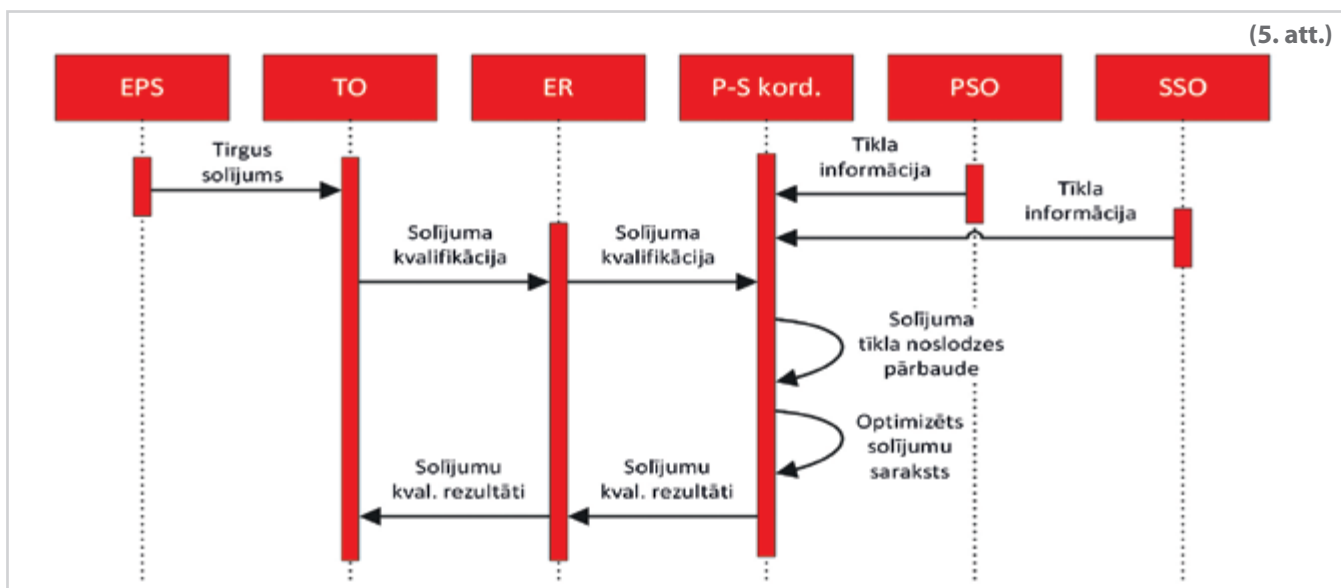 (5. att.)
EPS
TO
ER
P-S kord.
PSO
SSO
Tirgus
solījums
Tīkla
informācija
Tīkla
informācija
Solījuma
kvalifikācija
Solījuma
kvalifikācija
Solījuma
tīkla noslodzes
pārbaude
Optimizēts
solījumu
saraksts
Solījumu
kval. rezultāti
Solījumu
kval. rezultāti